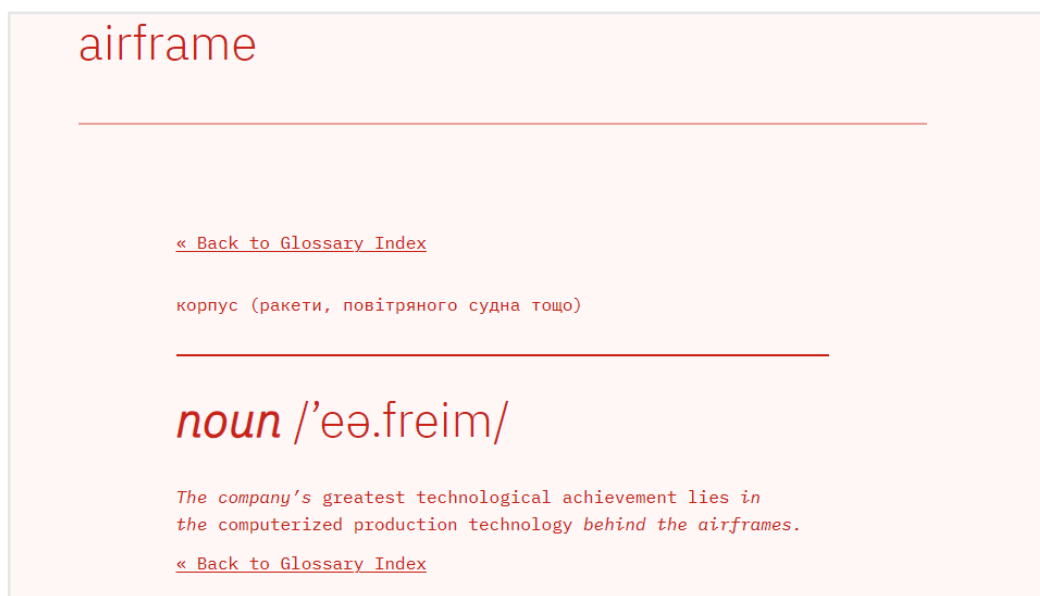 airframe
« Back to Glossary Index
корпус (ракети, повітряного судна тощо)
noun /’eə.freim/
The company’s greatest technological achievement lies in
the computerized production technology behind the airframes.
« Back to Glossary Index